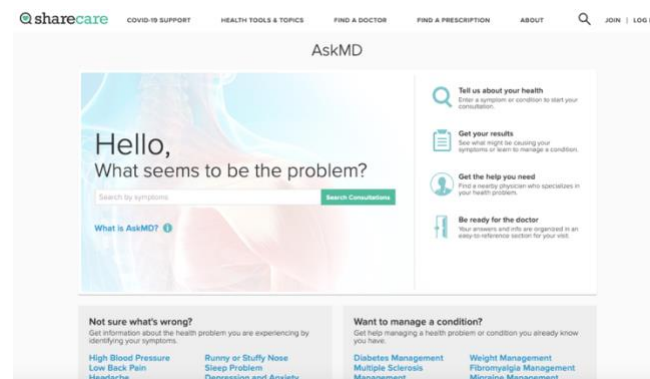 sharecare COVID-19 SUPPORT HEALTH TOOLS & TOPICS FIND A DOCTOR FIND A PRESCRIPTION ABOUT JOIN | LOG
AskMD
Hello,
What seems to be the problem?
Search by symptoms Search Consultations
What is AskMD?
Tell us about your health
Enter a symptom or condition to start your
consultation.
Get your results
See what might be causing your
symptoms or learn to manage a condition.
Get the help you need
Find a nearby physician who specializes in
your health problem.
Be ready for the doctor
Your answers and info are organized in an
easy-to-reference section for your visit.
Not sure what's wrong?
Get information about the health problem you are experiencing by
identifying your symptoms.
High Blood Pressure Runny or Stuffy Nose
Low Back Pain Sleep Problem
Headache Depression and Anxiety
Want to manage a condition?
Get help managing a health problem or condition you already know
you have.
Diabetes Management Weight Management
Multiple Sclerosis Fibromyalgia Management
Management Migraine Management